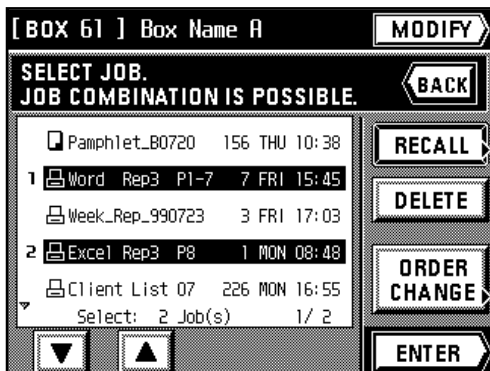 [ BOX 61 ] Box Name A
MODIFY
SELECT JOB.
JOB COMBINATION IS POSSIBLE.
BACK
Pamphlet_B0720 156 THU 10:38
1 Word Rep3 P1-7 7 FRI 15:45
Week_Rep_990723 3 FRI 17:03
2 Excel Rep3 P8 1 MON 08:48
Client List 07 226 MON 16:55
Select: 2 Job(s) 1/ 2
RECALL
DELETE
ORDER
CHANGE
ENTER